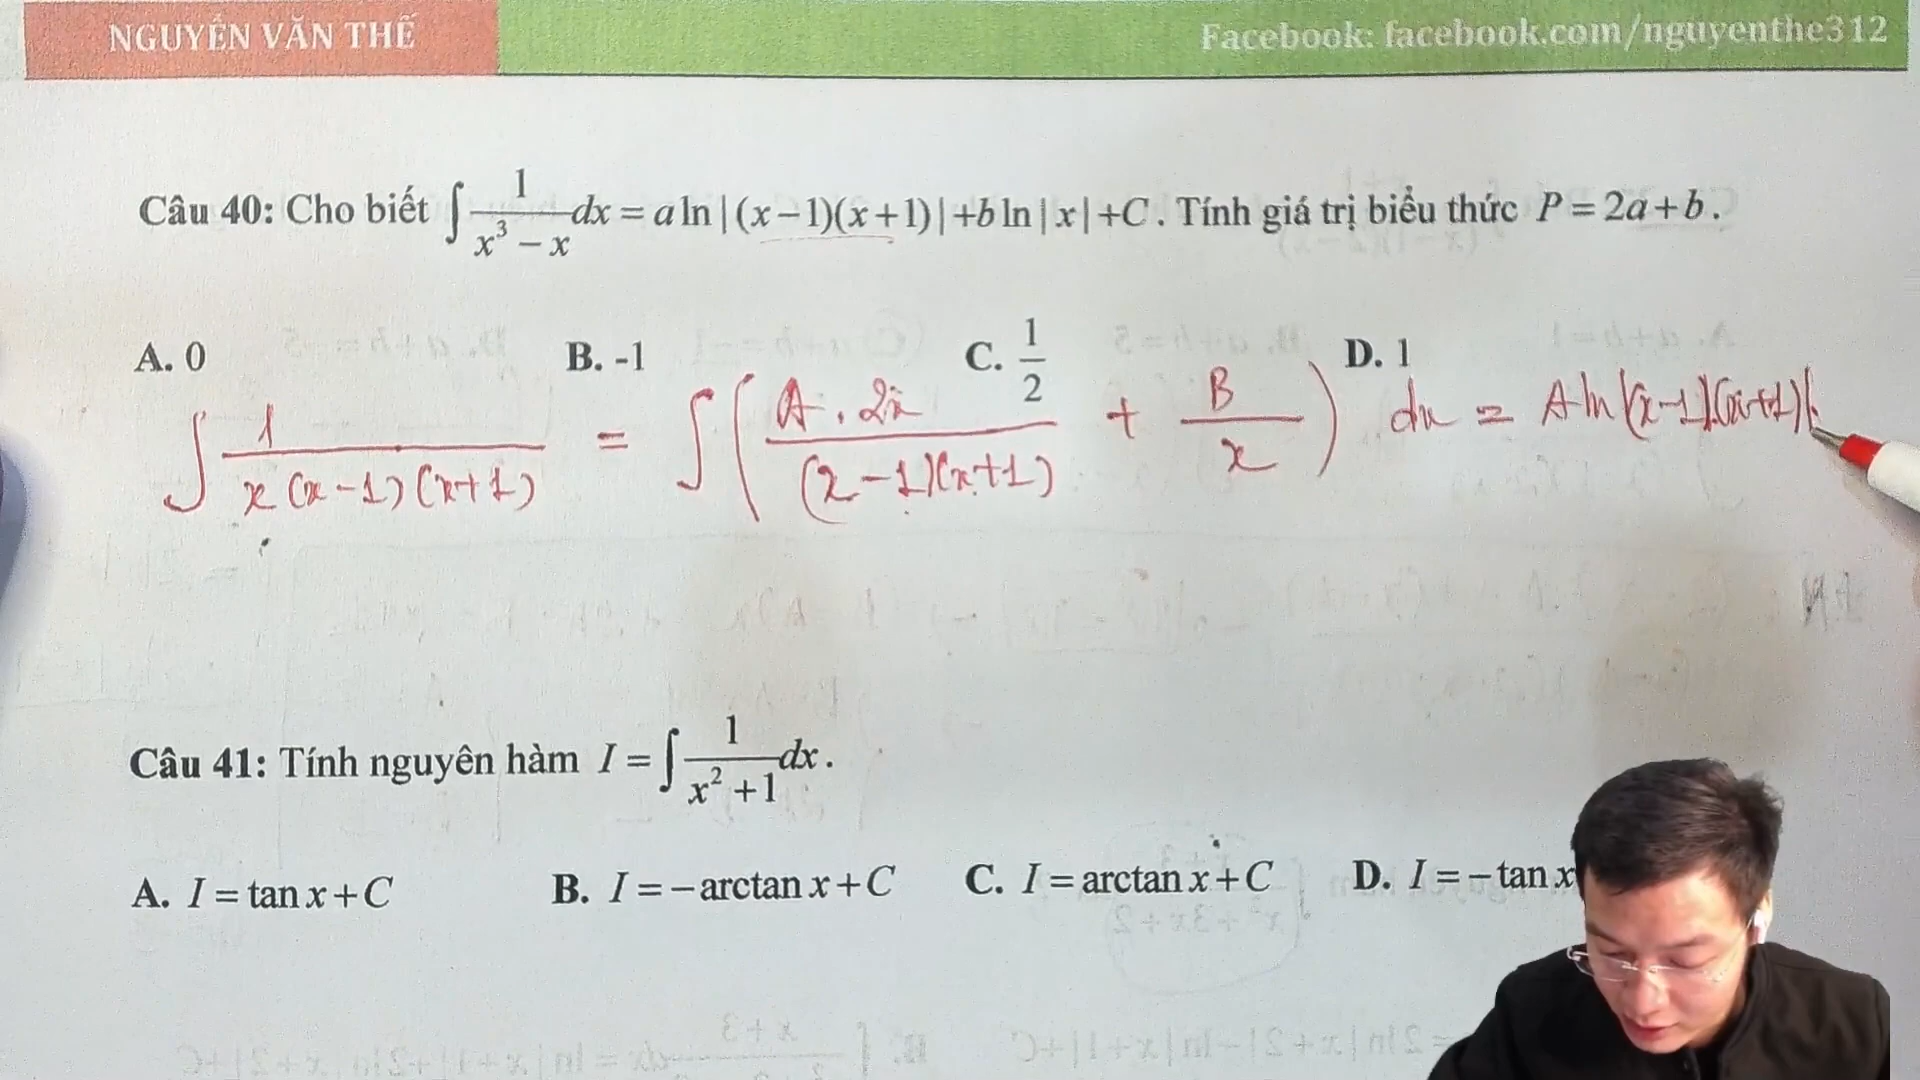 NGUYỄN VĂN THẾ
Facebook: facebook.com/nguyenthe312
Câu 40: Cho biết ∫ 1/(x³ − x) dx = a ln|(x−1)(x+1)| + b ln|x| + C. Tính giá trị biểu thức P = 2a + b.
A. 0 B. -1 C. 1/2 D. 1
∫ 1/(x(x−1)(x+1)) = ∫ (A.2x/((x−1)(x+1)) + B/x) dx = A ln|(x−1).(x+1)|
Câu 41: Tính nguyên hàm I = ∫ 1/(x² + 1) dx.
A. I = tan x + C B. I = − arctan x + C C. I = arctan x + C D. I = − tan x